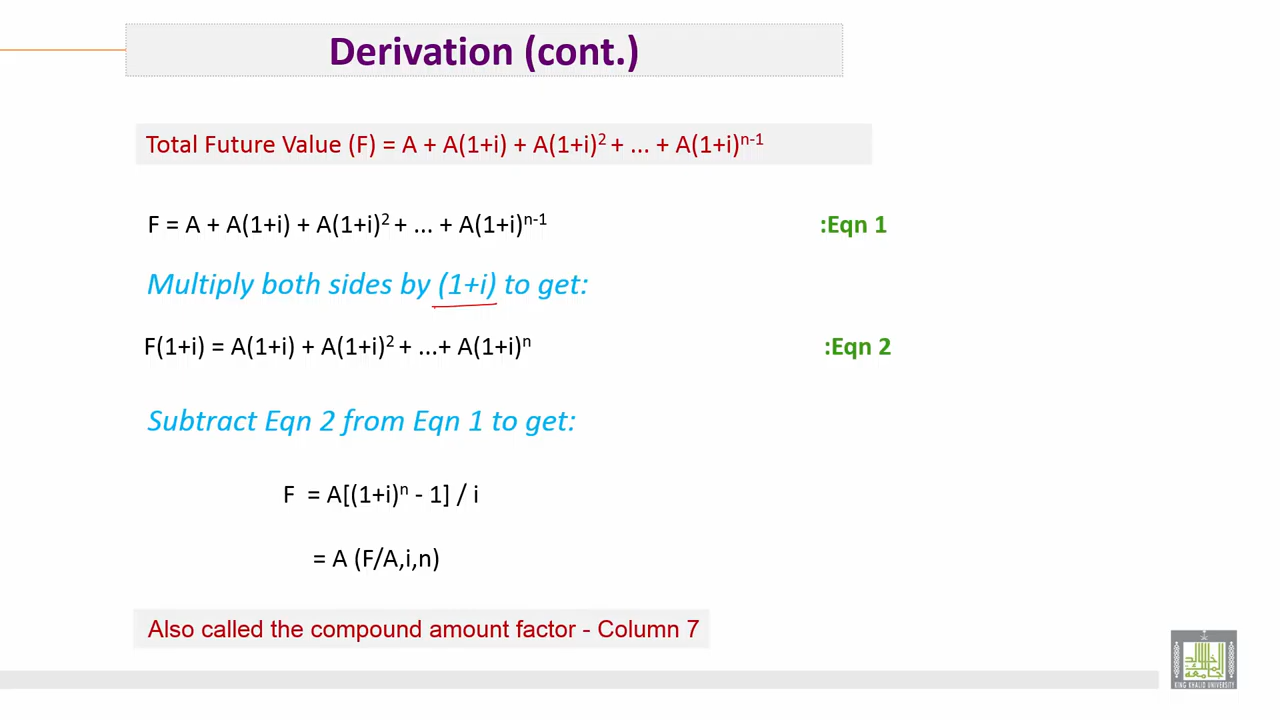 Derivation (cont.)
Total Future Value (F) = A + A(1+i) + A(1+i)² + ... + A(1+i)ⁿ⁻¹
F = A + A(1+i) + A(1+i)² + ... + A(1+i)ⁿ⁻¹ :Eqn 1
Multiply both sides by (1+i) to get:
F(1+i) = A(1+i) + A(1+i)² + ...+ A(1+i)ⁿ :Eqn 2
Subtract Eqn 2 from Eqn 1 to get:
F = A[(1+i)ⁿ - 1] / i
= A (F/A,i,n)
Also called the compound amount factor - Column 7
KING KHALID UNIVERSITY